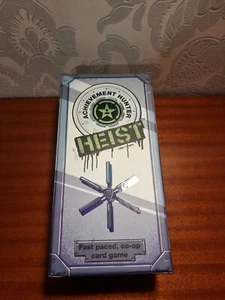 ACHIEVEMENT HUNTER
HEIST
Fast paced, co-op
card game